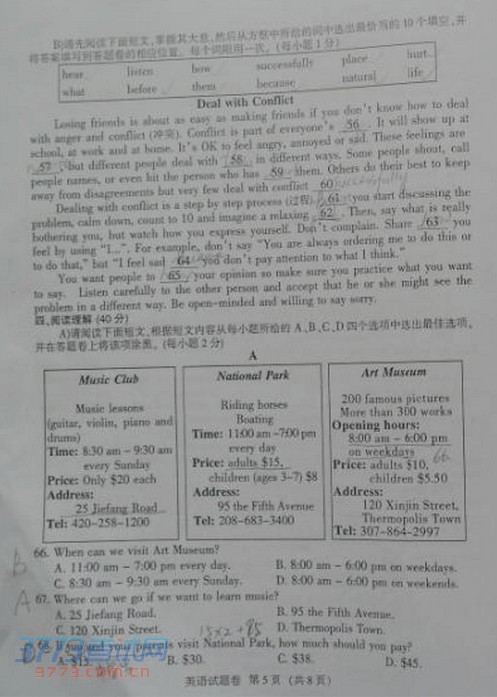 B)请先阅读下面短文,掌握其大意,然后从方框中所给的词中选出最恰当的10个填空,并
将答案填写到答题卷的相应位置。每个词限用一次。(每小题1分)
hear listen how successfully place hurt
what before them because natural life
Deal with Conflict
Losing friends is about as easy as making friends if you don't know how to deal
with anger and conflict (冲突). Conflict is part of everyone's 56 . It will show up at
school, at work and at home. It's OK to feel angry, annoyed or sad. These feelings are
57 but different people deal with 58 in different ways. Some people shout, call
people names, or even hit the person who has 59 them. Others do their best to keep
away from disagreements but very few deal with conflict 60 successfully
Dealing with conflict is a step by step process (过程). 61 you start discussing the
problem, calm down, count to 10 and imagine a relaxing 62 . Then, say what is really
bothering you, but watch how you express yourself. Don't complain. Share 63 you
feel by using "I...". For example, don't say "You are always ordering me to do this or
to do that," but "I feel sad 64 you don't pay attention to what I think."
You want people to 65 your opinion so make sure you practice what you want
to say. Listen carefully to the other person and accept that he or she might see the
problem in a different way. Be open-minded and willing to say sorry.
四、阅读理解 (40分)
A)请阅读下面短文,根据短文内容从每小题所给的 A、B、C、D 四个选项中选出最佳选项,
并在答题卷上将该项涂黑。(每小题2分)
A
Music Club
Music lessons
(guitar, violin, piano and
drums)
Time: 8:30 am - 9:30 am
every Sunday
Price: Only $20 each
Address:
25 Jiefang Road
Tel: 420-258-1200
National Park
Riding horses
Boating
Time: 11:00 am -7:00 pm
every day
Price: adults $15,
children (ages 3-7) $8
Address:
95 the Fifth Avenue
Tel: 208-683-3400
Art Museum
200 famous pictures
More than 300 works
Opening hours:
8:00 am - 6:00 pm
on weekdays 66
Price: adults $10,
children $5.50
Address:
120 Xinjin Street,
Thermopolis Town
Tel: 307-864-2997
B 66. When can we visit Art Museum?
A. 11:00 am - 7:00 pm every day. B. 8:00 am - 6:00 pm on weekdays.
C. 8:30 am - 9:30 am every Sunday. D. 8:00 am - 6:00 pm on weekends.
A 67. Where can we go if we want to learn music?
A. 25 Jiefang Road. B. 95 the Fifth Avenue.
C. 120 Xinjin Street. D. Thermopolis Town.
68. If you and your parents visit National Park, how much should you pay?
A. $15. B. $30. C. $38. D. $45.
3773考试网
3773.com.cn
英语试题卷 第5页 (共8页)